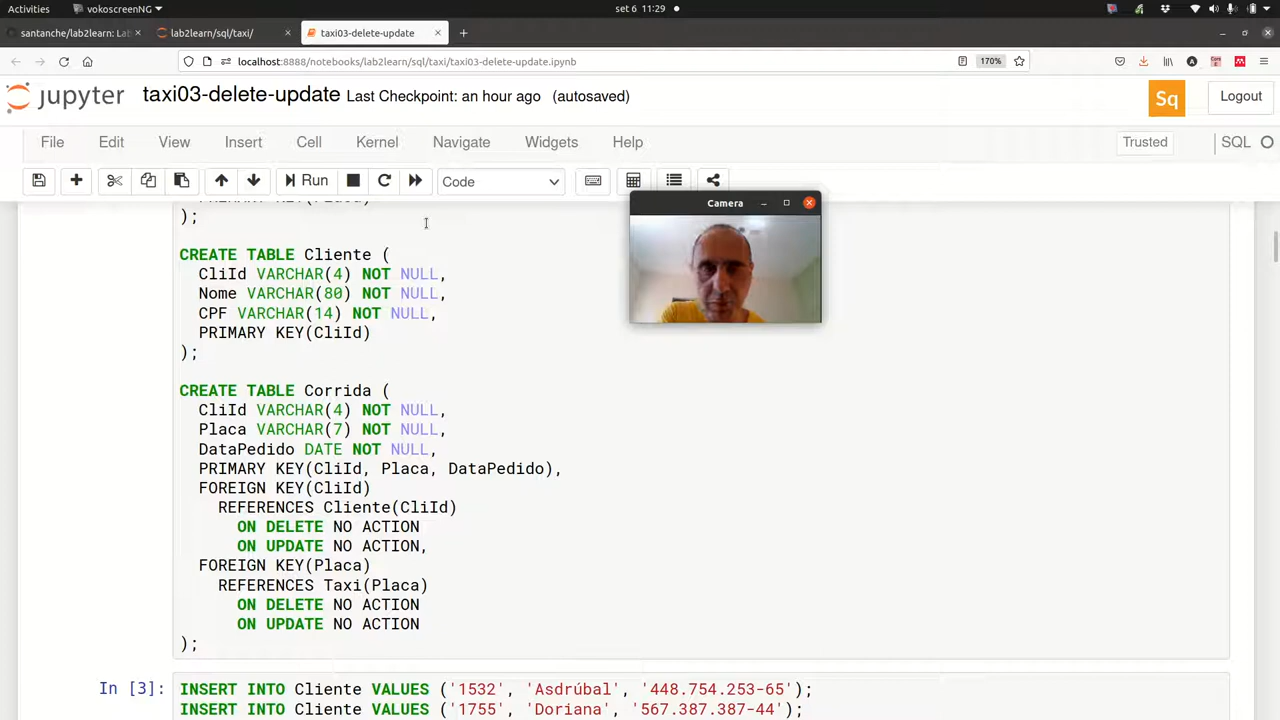 Activities
vokoscreenNG
set 6 11:29
santanche/lab2learn: Lab
lab2learn/sql/taxi/
taxi03-delete-update
localhost:8888/notebooks/lab2learn/sql/taxi/taxi03-delete-update.ipynb
170%
jupyter
taxi03-delete-update Last Checkpoint: an hour ago (autosaved)
Sq
Logout
File Edit View Insert Cell Kernel Navigate Widgets Help
Trusted
SQL
Run
Code
Camera
PRIMARY KEY(Placa)
);
CREATE TABLE Cliente (
CliId VARCHAR(4) NOT NULL,
Nome VARCHAR(80) NOT NULL,
CPF VARCHAR(14) NOT NULL,
PRIMARY KEY(CliId)
);
CREATE TABLE Corrida (
CliId VARCHAR(4) NOT NULL,
Placa VARCHAR(7) NOT NULL,
DataPedido DATE NOT NULL,
PRIMARY KEY(CliId, Placa, DataPedido),
FOREIGN KEY(CliId)
REFERENCES Cliente(CliId)
ON DELETE NO ACTION
ON UPDATE NO ACTION,
FOREIGN KEY(Placa)
REFERENCES Taxi(Placa)
ON DELETE NO ACTION
ON UPDATE NO ACTION
);
In [3]:
INSERT INTO Cliente VALUES ('1532', 'Asdrúbal', '448.754.253-65');
INSERT INTO Cliente VALUES ('1755', 'Doriana', '567.387.387-44');